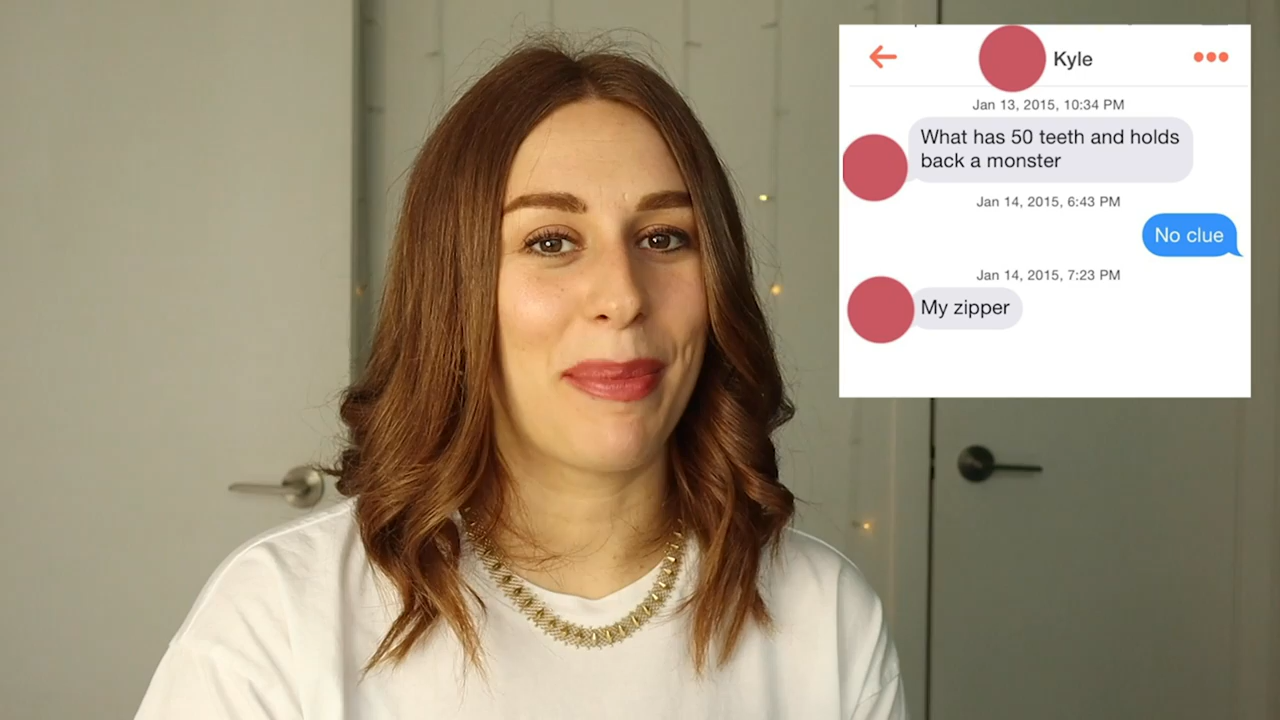 Kyle
Jan 13, 2015, 10:34 PM
What has 50 teeth and holds
back a monster
Jan 14, 2015, 6:43 PM
No clue
Jan 14, 2015, 7:23 PM
My zipper